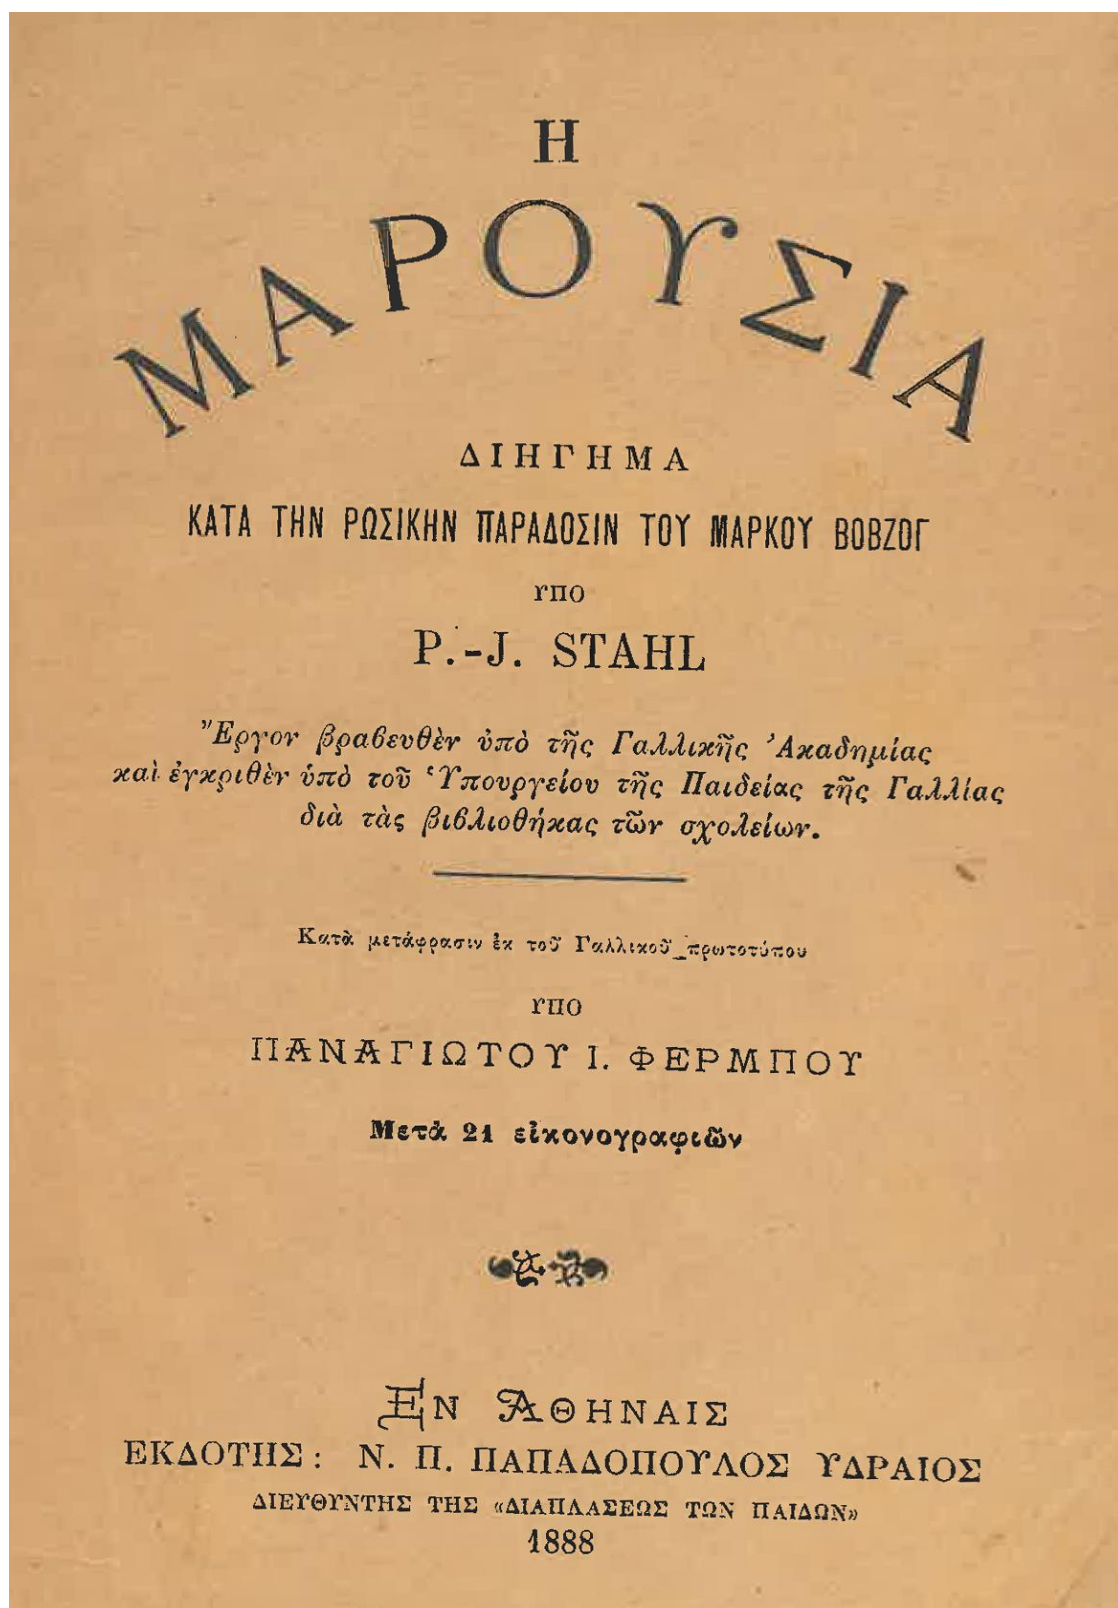 Η
ΜΑΡΟΥΣΙΑ
ΔΙΗΓΗΜΑ
ΚΑΤΑ ΤΗΝ ΡΩΣΙΚΗΝ ΠΑΡΑΔΟΣΙΝ ΤΟΥ ΜΑΡΚΟΥ ΒΟΒΖΟΓ
ΥΠΟ
P.-J. STAHL
Ἔργον βραβευθὲν ὑπὸ τῆς Γαλλικῆς Ἀκαδημίας
καὶ ἐγκριθὲν ὑπὸ τοῦ Ὑπουργείου τῆς Παιδείας τῆς Γαλλίας
διὰ τὰς βιβλιοθήκας τῶν σχολείων.
Κατὰ μετάφρασιν ἐκ τοῦ Γαλλικοῦ πρωτοτύπου
ΥΠΟ
ΠΑΝΑΓΙΩΤΟΥ Ι. ΦΕΡΜΠΟΥ
Μετὰ 21 εἰκονογραφιῶν
ΕΝ ΑΘΗΝΑΙΣ
ΕΚΔΟΤΗΣ: Ν. Π. ΠΑΠΑΔΟΠΟΥΛΟΣ ΥΔΡΑΙΟΣ
ΔΙΕΥΘΥΝΤΗΣ ΤΗΣ «ΔΙΑΠΛΑΣΕΩΣ ΤΩΝ ΠΑΙΔΩΝ»
1888